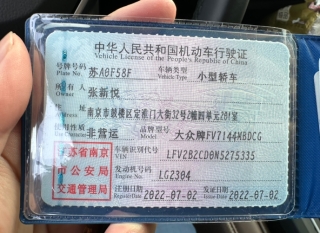 中华人民共和国机动车行驶证
Vehicle License of the People's Republic of China
号牌号码 苏A0F58F 车辆类型 小型轿车
Plate No. Vehicle Type
所有人 张新悦
Owner
住址 南京市鼓楼区定淮门大街32号2幢四单元201室
Address
使用性质 非营运 品牌型号 大众牌FV7144HBDCG
Model
江苏省南京市公安局交通管理局
车辆识别代号 LFV2B2CD0N5275335
VIN
发动机号码 LG2304
Engine No.
注册日期 2022-07-02 发证日期 2022-07-02